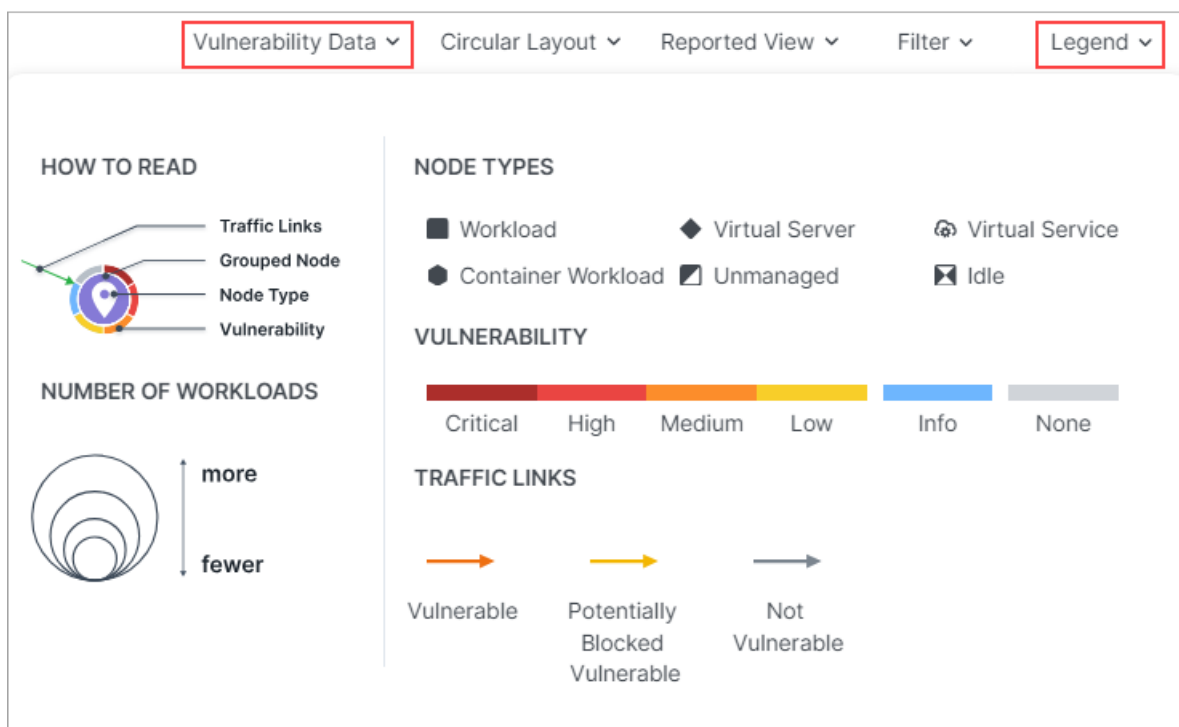 Vulnerability Data
Circular Layout
Reported View
Filter
Legend
HOW TO READ
Traffic Links
Grouped Node
Node Type
Vulnerability
NUMBER OF WORKLOADS
more
fewer
NODE TYPES
Workload
Virtual Server
Virtual Service
Container Workload
Unmanaged
Idle
VULNERABILITY
Critical
High
Medium
Low
Info
None
TRAFFIC LINKS
Vulnerable
Potentially
Blocked
Vulnerable
Not
Vulnerable